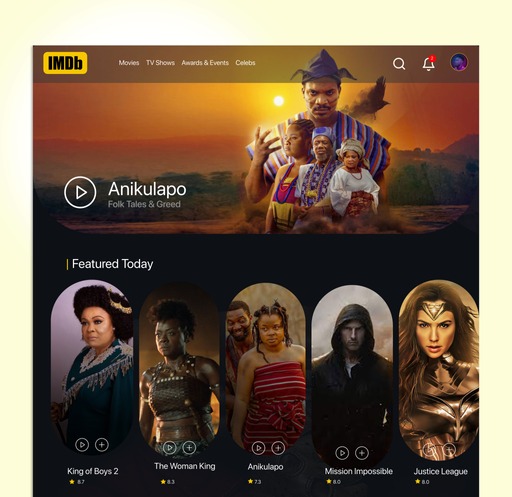 IMDb
Movies TV Shows Awards & Events Celebs
Anikulapo
Folk Tales & Greed
Featured Today
King of Boys 2
8.7
The Woman King
8.3
Anikulapo
7.3
Mission Impossible
8.0
Justice League
8.0